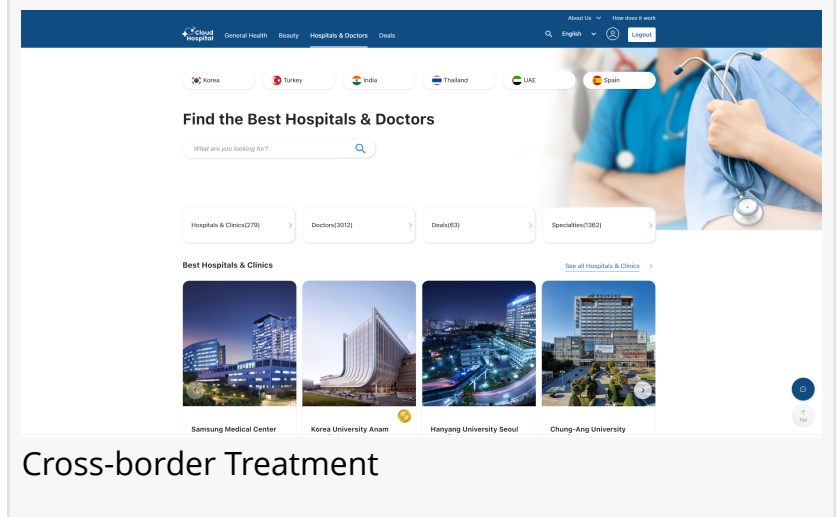 About Us
How does it work
Cloud
Hospital
General Health
Beauty
Hospitals & Doctors
Deals
English
Logout
Korea
Turkey
India
Thailand
UAE
Spain
Find the Best Hospitals & Doctors
What are you looking for?
Hospitals & Clinics(279)
Doctors(3012)
Deals(63)
Specialties(1362)
Best Hospitals & Clinics
See all Hospitals & Clinics
Samsung Medical Center
Korea University Anam
Hanyang University Seoul
Chung-Ang University
Top
Cross-border Treatment